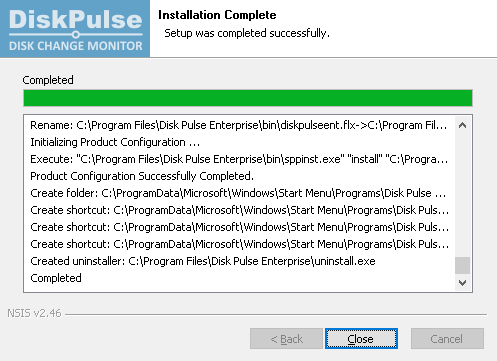 DiskPulse
DISK CHANGE MONITOR
Installation Complete
Setup was completed successfully.
Completed
Rename: C:\Program Files\Disk Pulse Enterprise\bin\diskpulseent.flx->C:\Program Fil...
Initializing Product Configuration ...
Execute: "C:\Program Files\Disk Pulse Enterprise\bin\sppinst.exe" "install" "C:\Progra...
Product Configuration Successfully Completed.
Create folder: C:\ProgramData\Microsoft\Windows\Start Menu\Programs\Disk Pulse ...
Create shortcut: C:\ProgramData\Microsoft\Windows\Start Menu\Programs\Disk Puls...
Create shortcut: C:\ProgramData\Microsoft\Windows\Start Menu\Programs\Disk Puls...
Create shortcut: C:\ProgramData\Microsoft\Windows\Start Menu\Programs\Disk Puls...
Created uninstaller: C:\Program Files\Disk Pulse Enterprise\uninstall.exe
Completed
NSIS v2.46
< Back
Close
Cancel